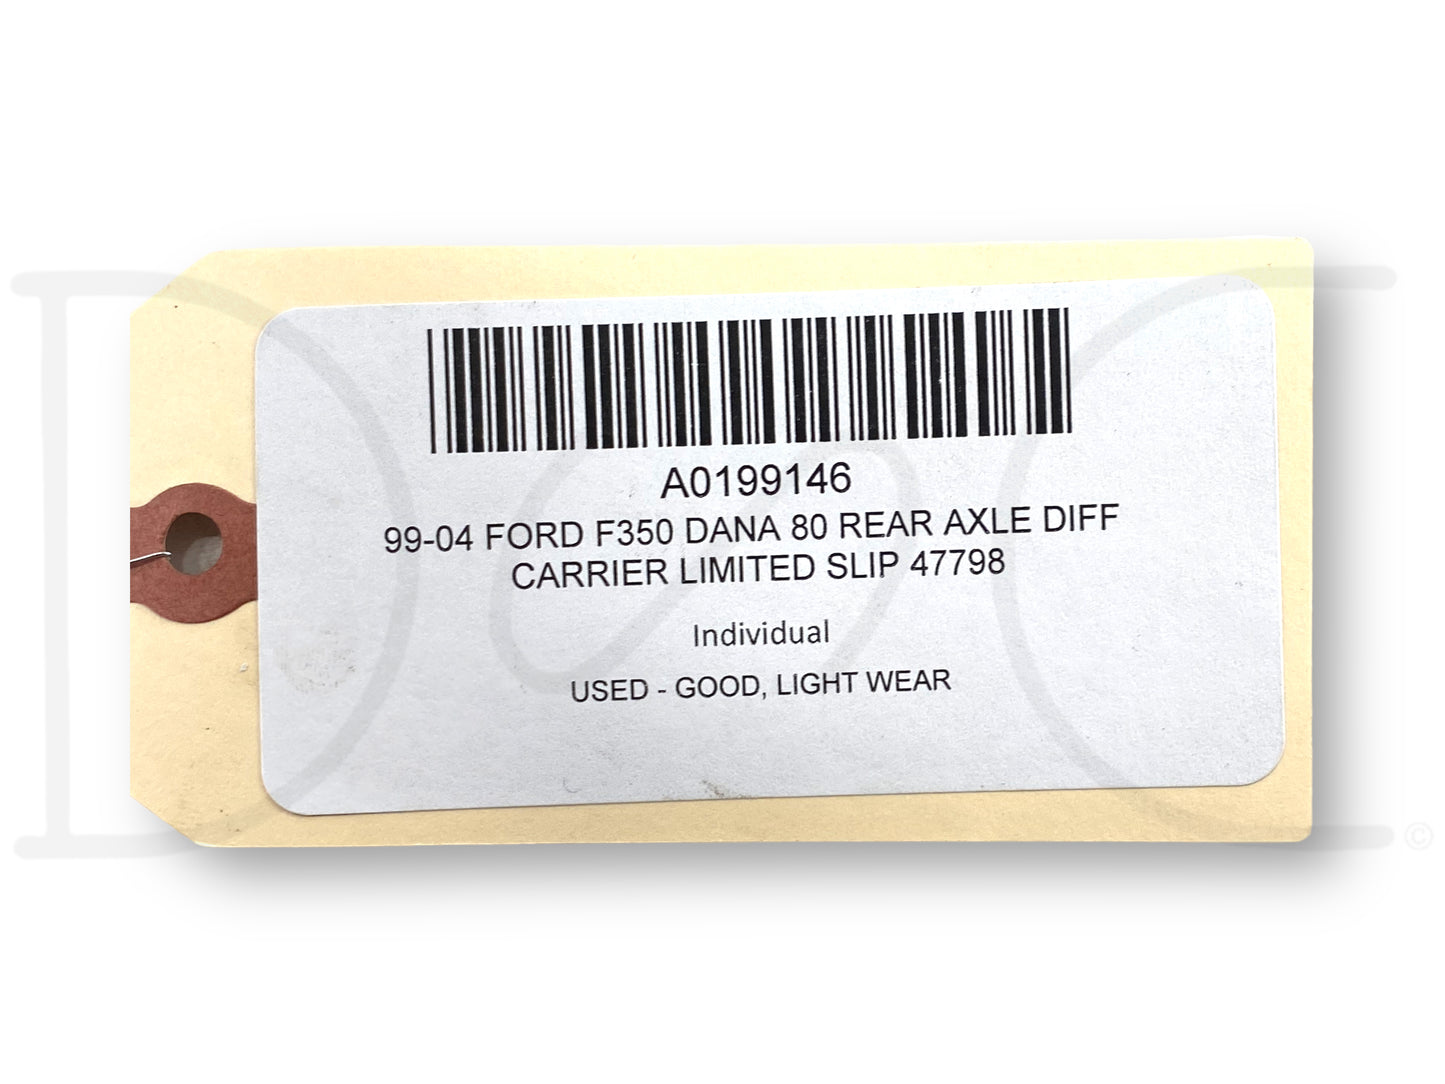 A0199146
99-04 FORD F350 DANA 80 REAR AXLE DIFF
CARRIER LIMITED SLIP 47798
Individual
USED - GOOD, LIGHT WEAR
©